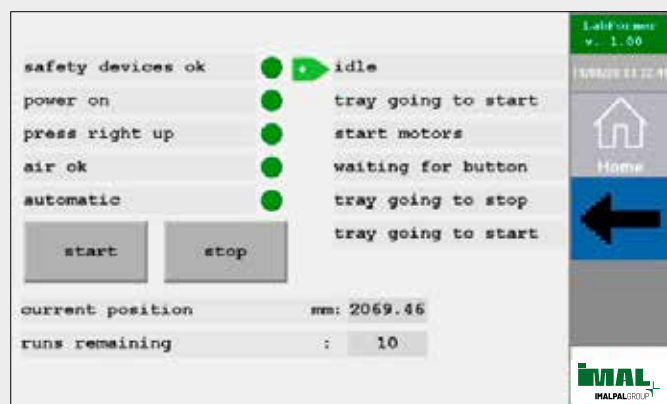 LabFormer
v. 1.00
safety devices ok
idle
power on
tray going to start
press right up
start motors
air ok
waiting for button
automatic
tray going to stop
tray going to start
start
stop
Home
current position mm: 2069.46
runs remaining : 10
IMAL
IMALPALGROUP